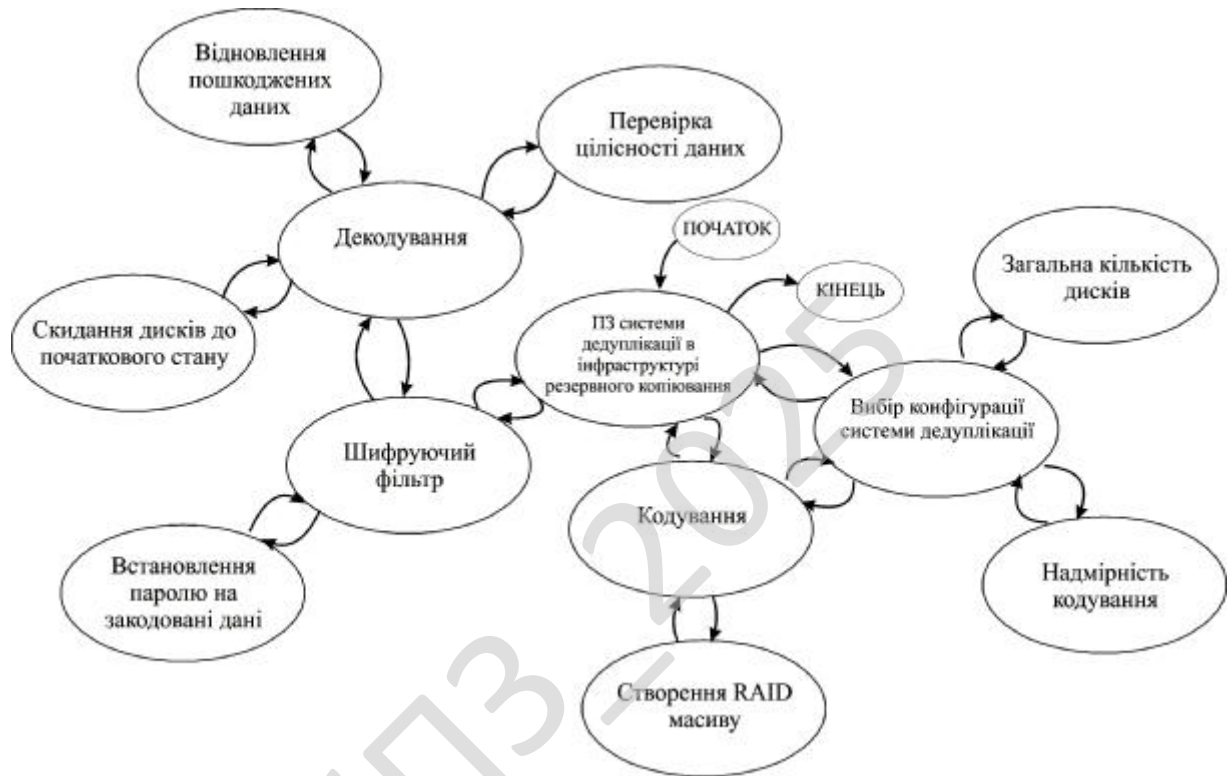 Відновлення
пошкоджених
даних
Перевірка
цілісності даних
Декодування
ПОЧАТОК
Загальна кількість
дисків
КІНЕЦЬ
Скидання дисків до
початкового стану
ПЗ системи
дедуплікації в
інфраструктурі
резервного копіювання
Вибір конфігурації
системи дедуплікації
Шифруючий
фільтр
Кодування
Встановлення
паролю на
закодовані дані
Надмірність
кодування
Створення RAID
масиву
ПЗ_2025